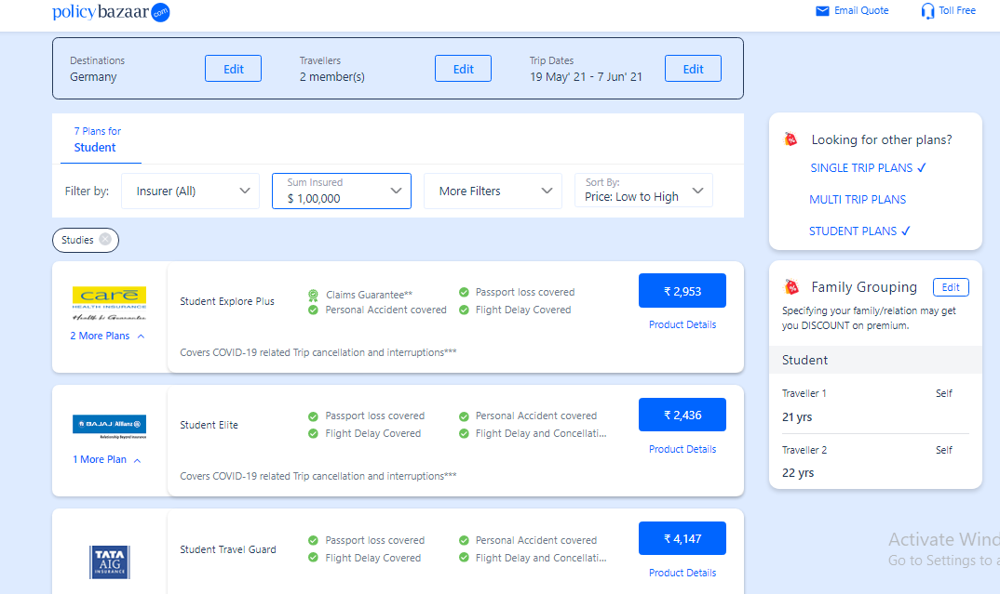 policybazaar.com
Email Quote
Toll Free
Destinations
Germany
Edit
Travellers
2 member(s)
Edit
Trip Dates
19 May' 21 - 7 Jun' 21
Edit
7 Plans for
Student
Filter by:
Insurer (All)
Sum Insured
$ 1,00,000
More Filters
Sort By:
Price: Low to High
Studies
care
HEALTH INSURANCE
Health ki Guarantee
2 More Plans
Student Explore Plus
Claims Guarantee**
Personal Accident covered
Passport loss covered
Flight Delay Covered
₹ 2,953
Product Details
Covers COVID-19 related Trip cancellation and interruptions***
BAJAJ Allianz
Relationship Beyond Insurance
1 More Plan
Student Elite
Passport loss covered
Flight Delay Covered
Personal Accident covered
Flight Delay and Concellati...
₹ 2,436
Product Details
Covers COVID-19 related Trip cancellation and interruptions***
TATA
AIG
INSURANCE
Student Travel Guard
Passport loss covered
Flight Delay Covered
Personal Accident covered
Flight Delay and Concellati...
₹ 4,147
Product Details
Looking for other plans?
SINGLE TRIP PLANS ✓
MULTI TRIP PLANS
STUDENT PLANS ✓
Family Grouping
Edit
Specifying your family/relation may get
you DISCOUNT on premium.
Student
Traveller 1
Self
21 yrs
Traveller 2
Self
22 yrs
Activate Wind
Go to Settings to a